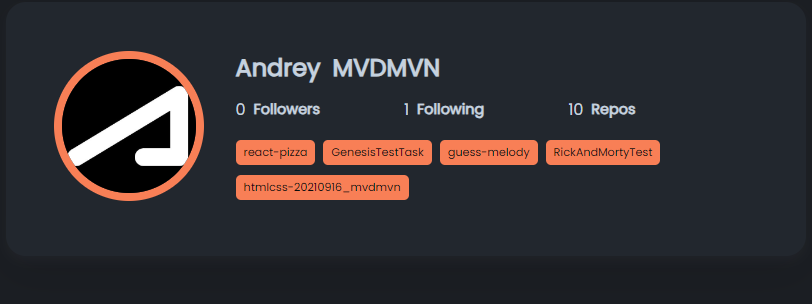 Andrey MVDMVN
0 Followers 1 Following 10 Repos
react-pizza GenesisTestTask guess-melody RickAndMortyTest
htmlcss-20210916_mvdmvn